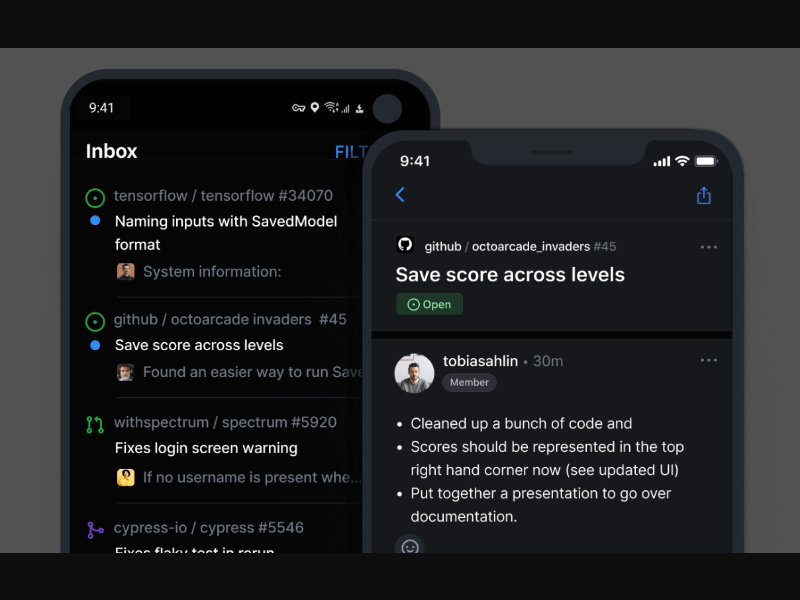 9:41
Inbox
FILT
tensorflow / tensorflow #34070
Naming inputs with SavedModel
format
System information:
github / octoarcade invaders #45
Save score across levels
Found an easier way to run Save
withspectrum / spectrum #5920
Fixes login screen warning
If no username is present whe...
cypress-io / cypress #5546
Fixes flaky test in rerun
9:41
github / octoarcade_invaders #45
Save score across levels
Open
tobiasahlin • 30m
Member
• Cleaned up a bunch of code and
• Scores should be represented in the top
right hand corner now (see updated UI)
• Put together a presentation to go over
documentation.